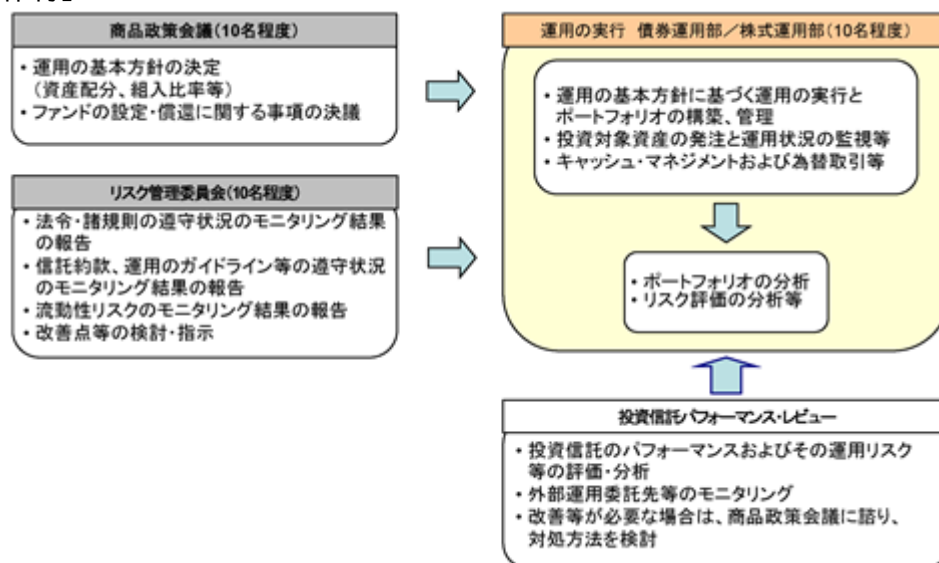 商品政策会議(10名程度)
・運用の基本方針の決定
(資産配分、組入比率等)
・ファンドの設定・償還に関する事項の決議
リスク管理委員会(10名程度)
・法令・諸規則の遵守状況のモニタリング結果
の報告
・信託約款、運用のガイドライン等の遵守状況
のモニタリング結果の報告
・流動性リスクのモニタリング結果の報告
・改善点等の検討・指示
運用の実行 債券運用部/株式運用部(10名程度)
・運用の基本方針に基づく運用の実行と
ポートフォリオの構築、管理
・投資対象資産の発注と運用状況の監視等
・キャッシュ・マネジメントおよび為替取引等
・ポートフォリオの分析
・リスク評価の分析等
投資信託パフォーマンス・レビュー
・投資信託のパフォーマンスおよびその運用リスク
等の評価・分析
・外部運用委託先等のモニタリング
・改善等が必要な場合は、商品政策会議に諮り、
対処方法を検討